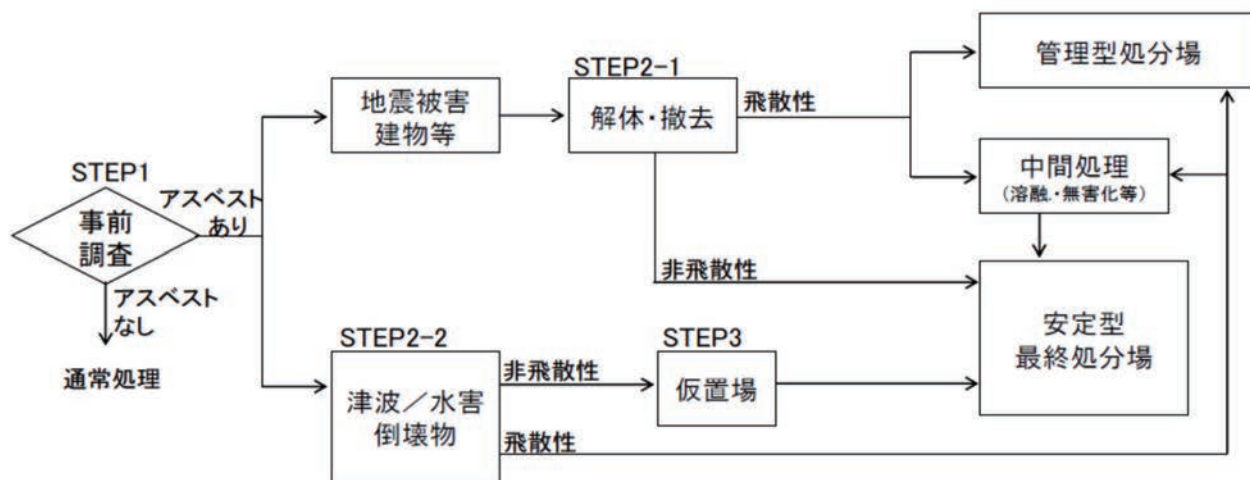 STEP1
事前
調査
アスベスト
あり
アスベスト
なし
通常処理
地震被害
建物等
STEP2-1
解体・撤去
飛散性
非飛散性
管理型処分場
中間処理
(溶融.・無害化等)
安定型
最終処分場
STEP2-2
津波／水害
倒壊物
非飛散性
飛散性
STEP3
仮置場